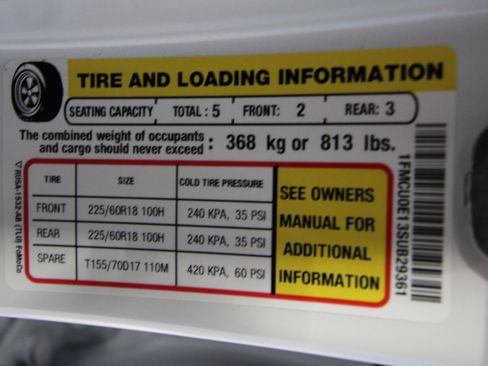 TIRE AND LOADING INFORMATION
SEATING CAPACITY TOTAL : 5 FRONT: 2 REAR: 3
The combined weight of occupants
and cargo should never exceed : 368 kg or 813 lbs.
TIRE SIZE COLD TIRE PRESSURE
FRONT 225/60R18 100H 240 KPA, 35 PSI
REAR 225/60R18 100H 240 KPA, 35 PSI
SPARE T155/70D17 110M 420 KPA, 60 PSI
SEE OWNERS
MANUAL FOR
ADDITIONAL
INFORMATION
1FMCU0E13SUB29361